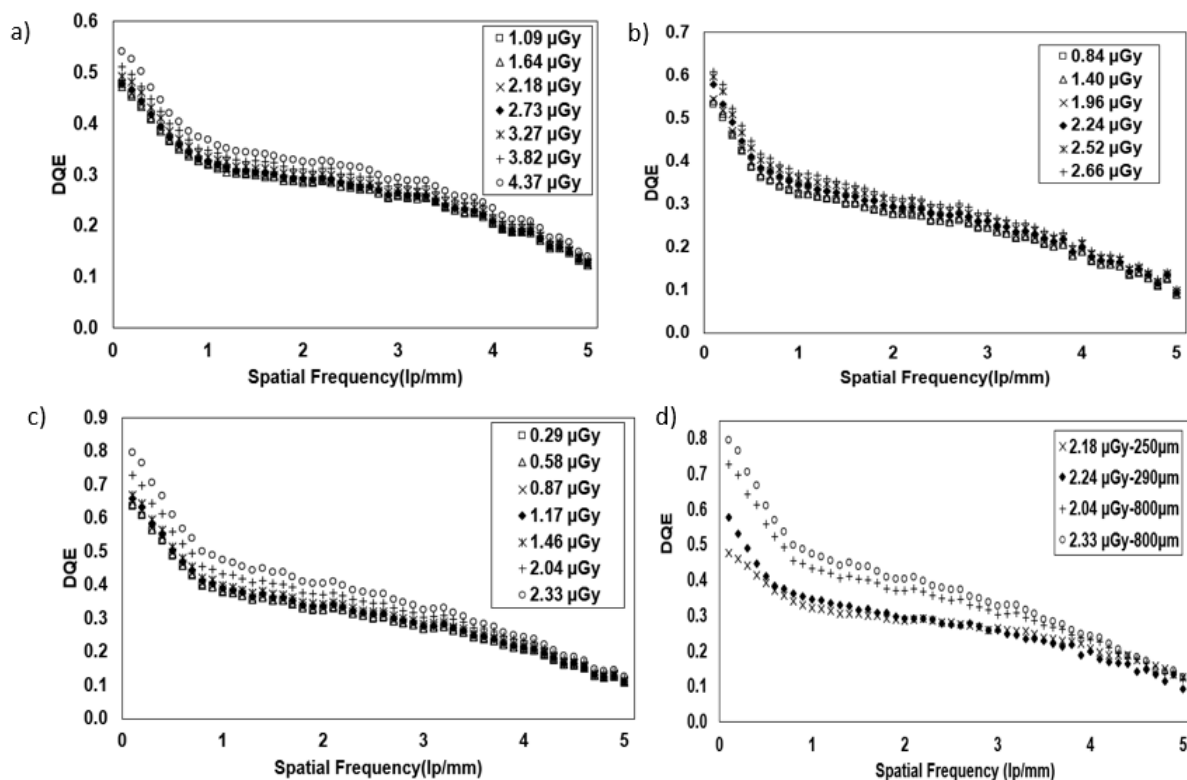 a)
0.6
0.5
0.4
0.3
0.2
0.1
0.0
DQE
1.09 µGy
1.64 µGy
2.18 µGy
2.73 µGy
3.27 µGy
3.82 µGy
4.37 µGy
0 1 2 3 4 5
Spatial Frequency(lp/mm)
b)
0.7
0.6
0.5
0.4
0.3
0.2
0.1
0.0
DQE
0.84 µGy
1.40 µGy
1.96 µGy
2.24 µGy
2.52 µGy
2.66 µGy
0 1 2 3 4 5
Spatial Frequency(lp/mm)
c)
0.9
0.8
0.7
0.6
0.5
0.4
0.3
0.2
0.1
0.0
DQE
0.29 µGy
0.58 µGy
0.87 µGy
1.17 µGy
1.46 µGy
2.04 µGy
2.33 µGy
0 1 2 3 4 5
Spatial Frequency(lp/mm)
d)
0.8
0.7
0.6
0.5
0.4
0.3
0.2
0.1
0.0
DQE
2.18 µGy-250µm
2.24 µGy-290µm
2.04 µGy-800µm
2.33 µGy-800µm
0 1 2 3 4 5
Spatial Frequency (lp/mm)